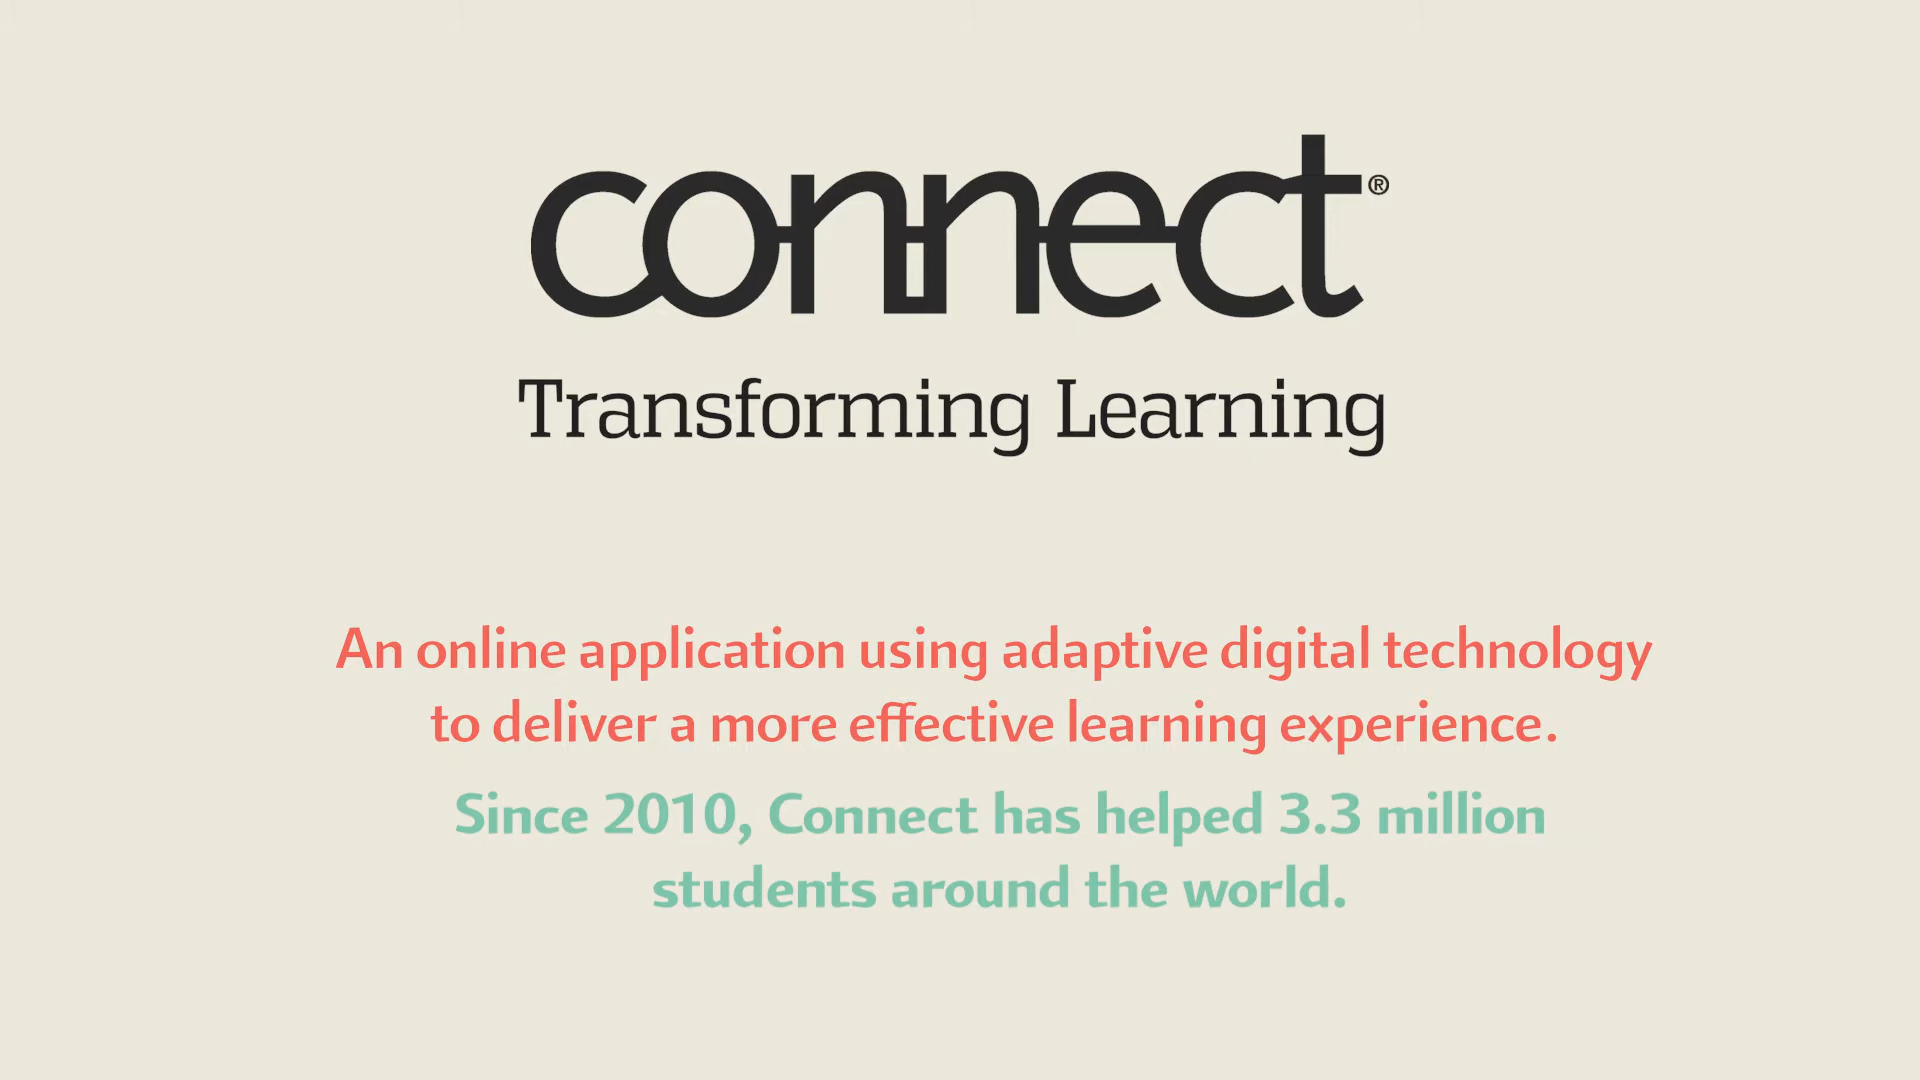 connect®
Transforming Learning
An online application using adaptive digital technology
to deliver a more effective learning experience.
Since 2010, Connect has helped 3.3 million
students around the world.